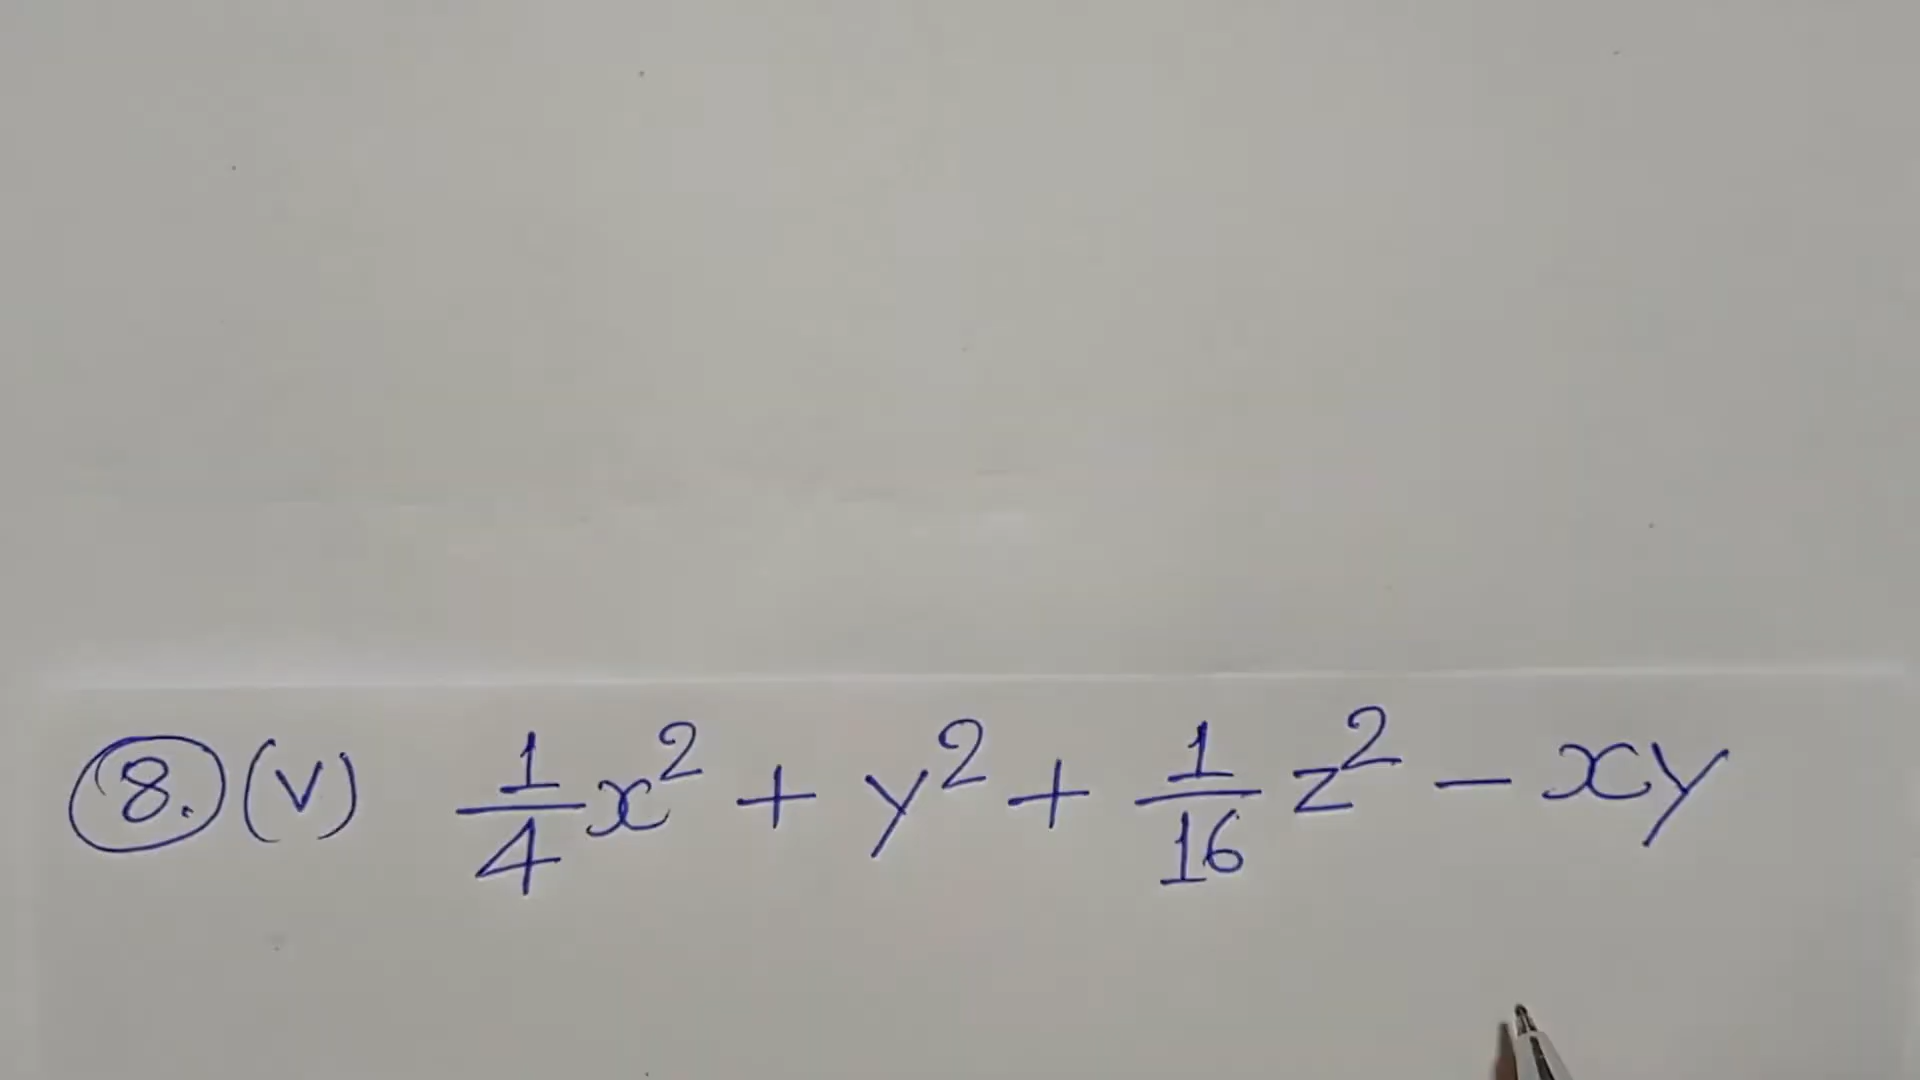 8. (v) 1/4 x² + y² + 1/16 z² - xy